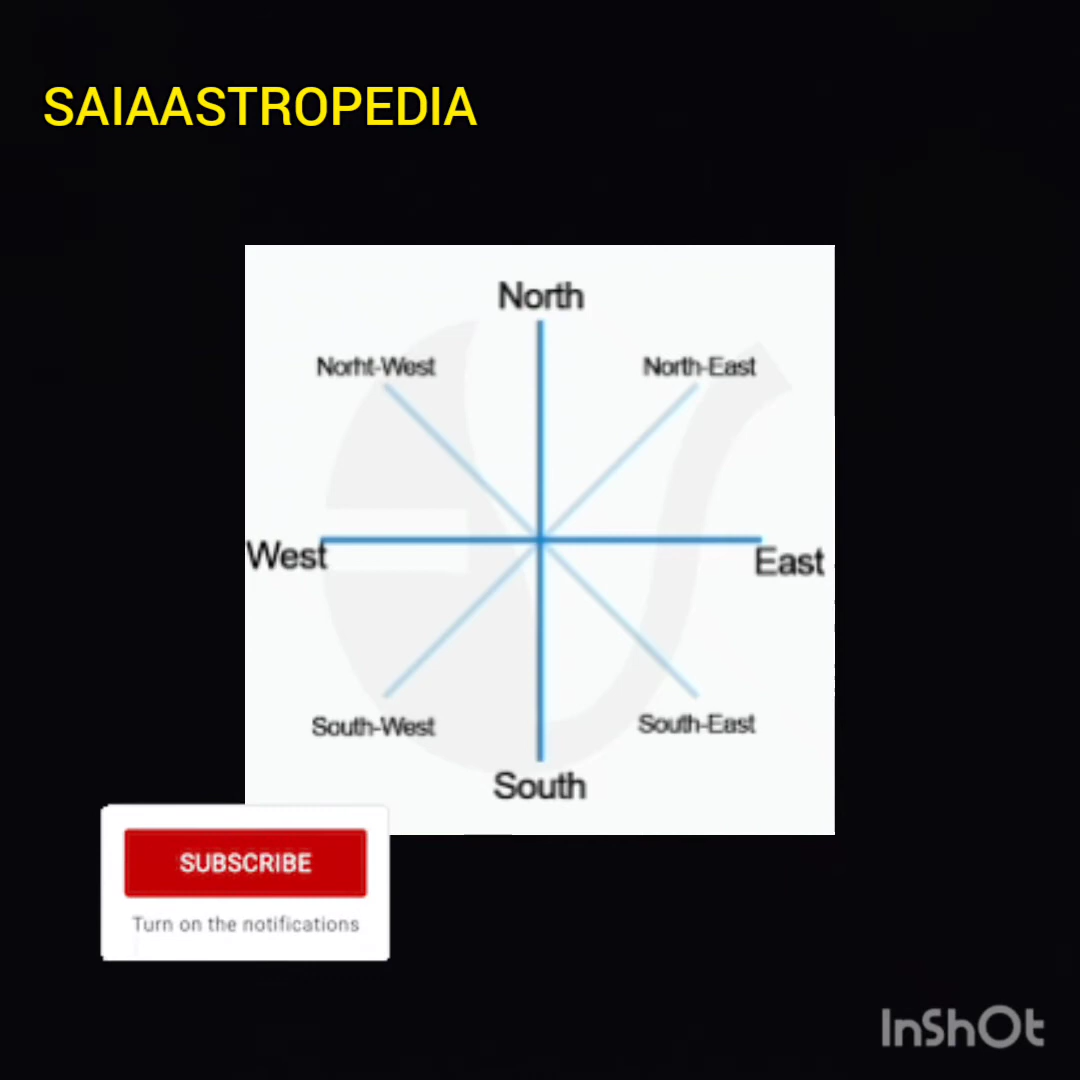 SAIAASTROPEDIA
North
Norht-West
North-East
West
East
South-West
South-East
South
SUBSCRIBE
Turn on the notifications
InShOt